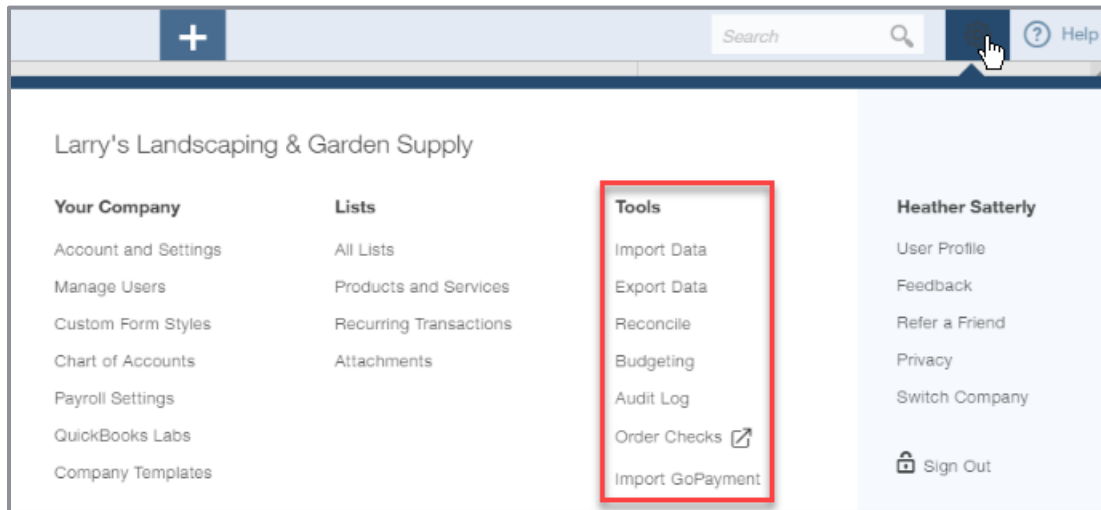 +
Search
? Help
Larry's Landscaping & Garden Supply
Your Company
Account and Settings
Manage Users
Custom Form Styles
Chart of Accounts
Payroll Settings
QuickBooks Labs
Company Templates
Lists
All Lists
Products and Services
Recurring Transactions
Attachments
Tools
Import Data
Export Data
Reconcile
Budgeting
Audit Log
Order Checks
Import GoPayment
Heather Satterly
User Profile
Feedback
Refer a Friend
Privacy
Switch Company
Sign Out